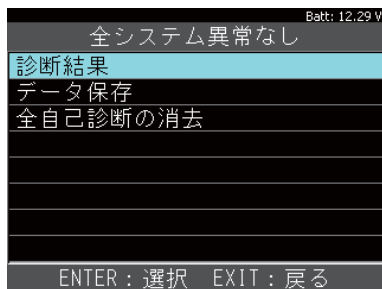 Batt: 12.29 V
全システム異常なし
診断結果
データ保存
全自己診断の消去
ENTER：選択　EXIT：戻る